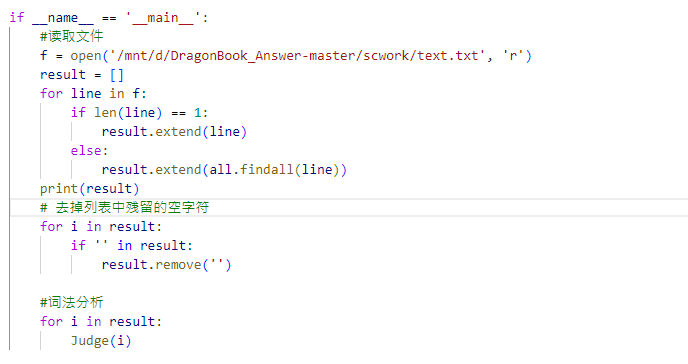 if __name__ == '__main__':
    #读取文件
    f = open('/mnt/d/DragonBook_Answer-master/scwork/text.txt', 'r')
    result = []
    for line in f:
        if len(line) == 1:
            result.extend(line)
        else:
            result.extend(all.findall(line))
    print(result)
    # 去掉列表中残留的空字符
    for i in result:
        if '' in result:
            result.remove('')

    #词法分析
    for i in result:
        Judge(i)